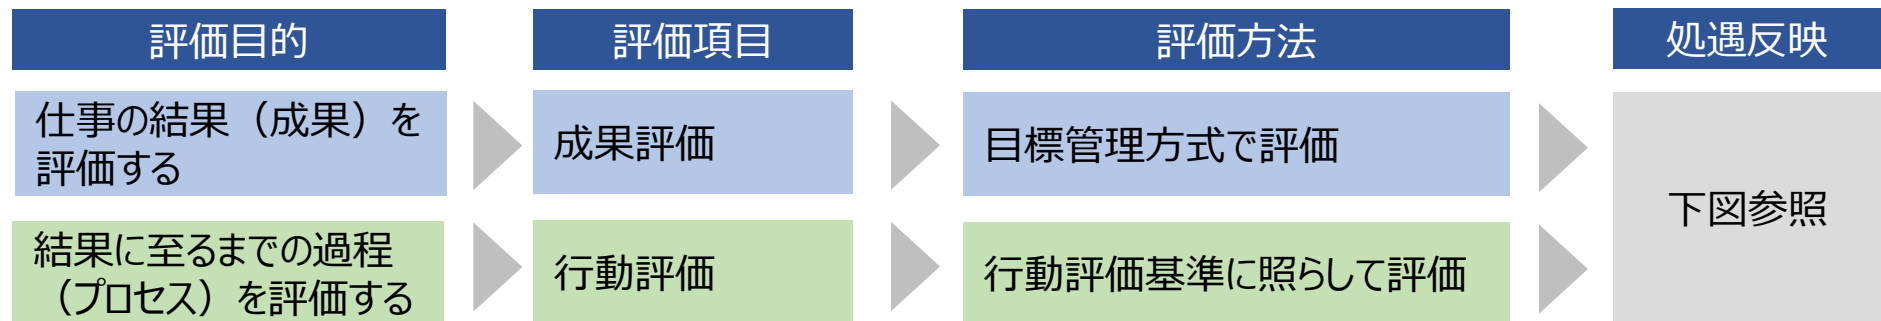 評価目的
評価項目
評価方法
処遇反映
仕事の結果（成果）を
評価する
成果評価
目標管理方式で評価
下図参照
結果に至るまでの過程
（プロセス）を評価する
行動評価
行動評価基準に照らして評価